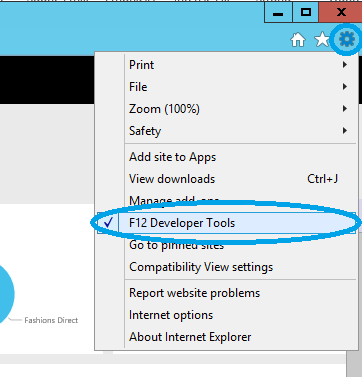 Print
File
Zoom (100%)
Safety
Add site to Apps
View downloads Ctrl+J
Manage add-ons
F12 Developer Tools
Go to pinned sites
Compatibility View settings
Report website problems
Internet options
About Internet Explorer
Fashions Direct